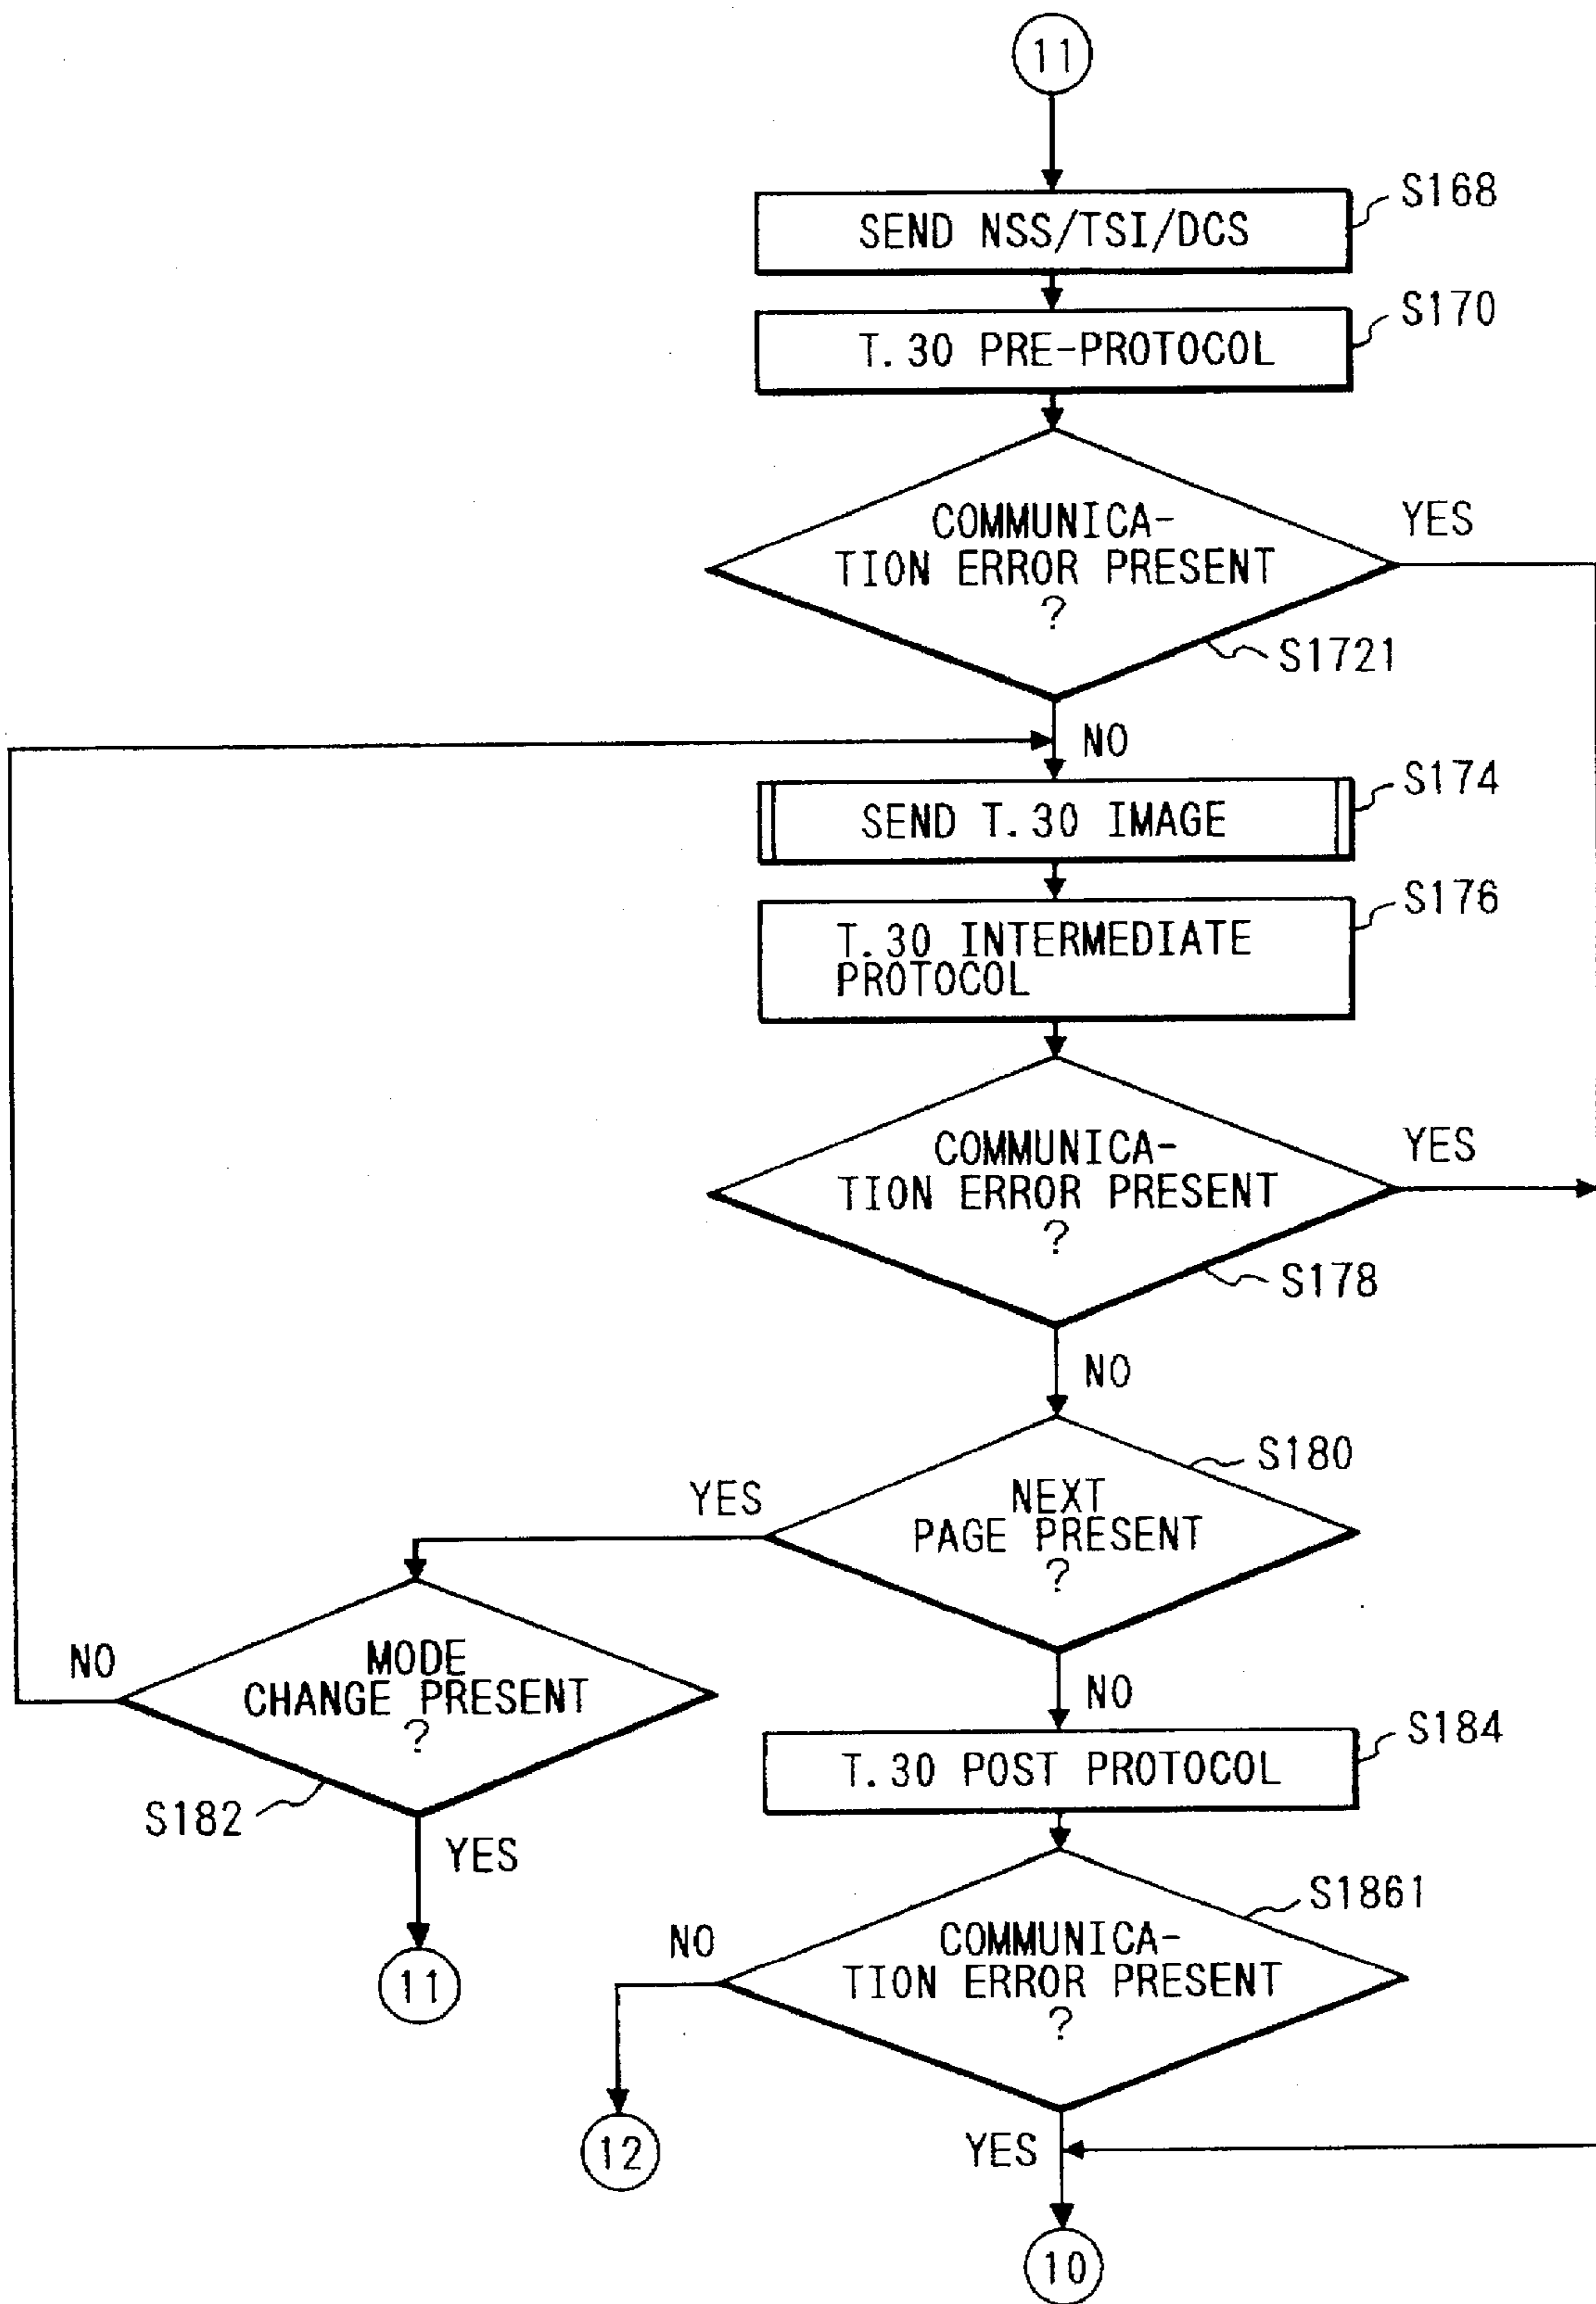 11
SEND NSS/TSI/DCS
S168
T.30 PRE-PROTOCOL
S170
COMMUNICA-
TION ERROR PRESENT
?
YES
S1721
NO
SEND T.30 IMAGE
S174
T.30 INTERMEDIATE
PROTOCOL
S176
COMMUNICA-
TION ERROR PRESENT
?
YES
S178
NO
S180
NEXT
PAGE PRESENT
?
YES
MODE
CHANGE PRESENT
?
NO
S182
YES
11
NO
T.30 POST PROTOCOL
S184
S1861
COMMUNICA-
TION ERROR PRESENT
?
NO
12
YES
10